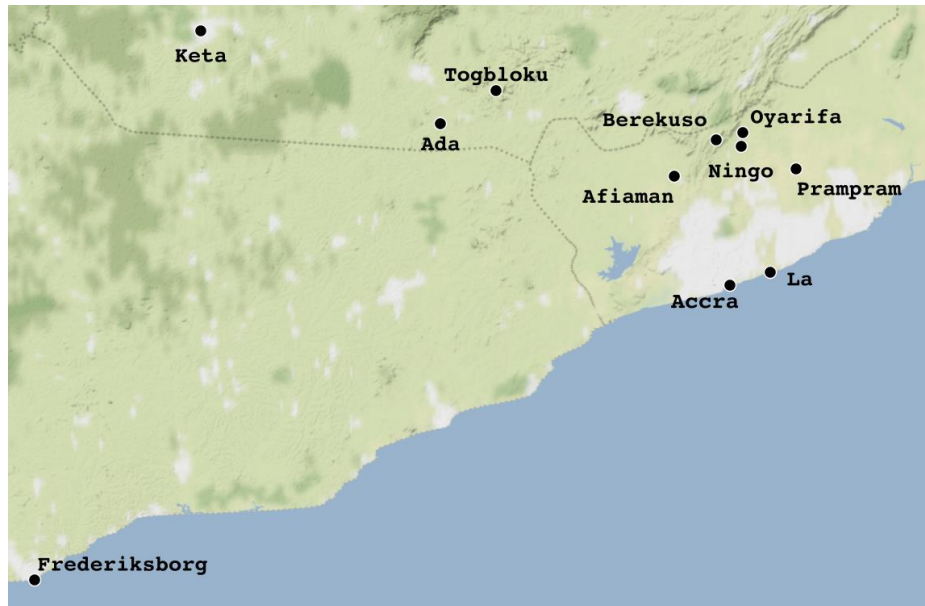 Keta
Togbloku
Ada
Berekuso
Oyarifa
Ningo
Afiaman
Prampram
La
Accra
Frederiksborg